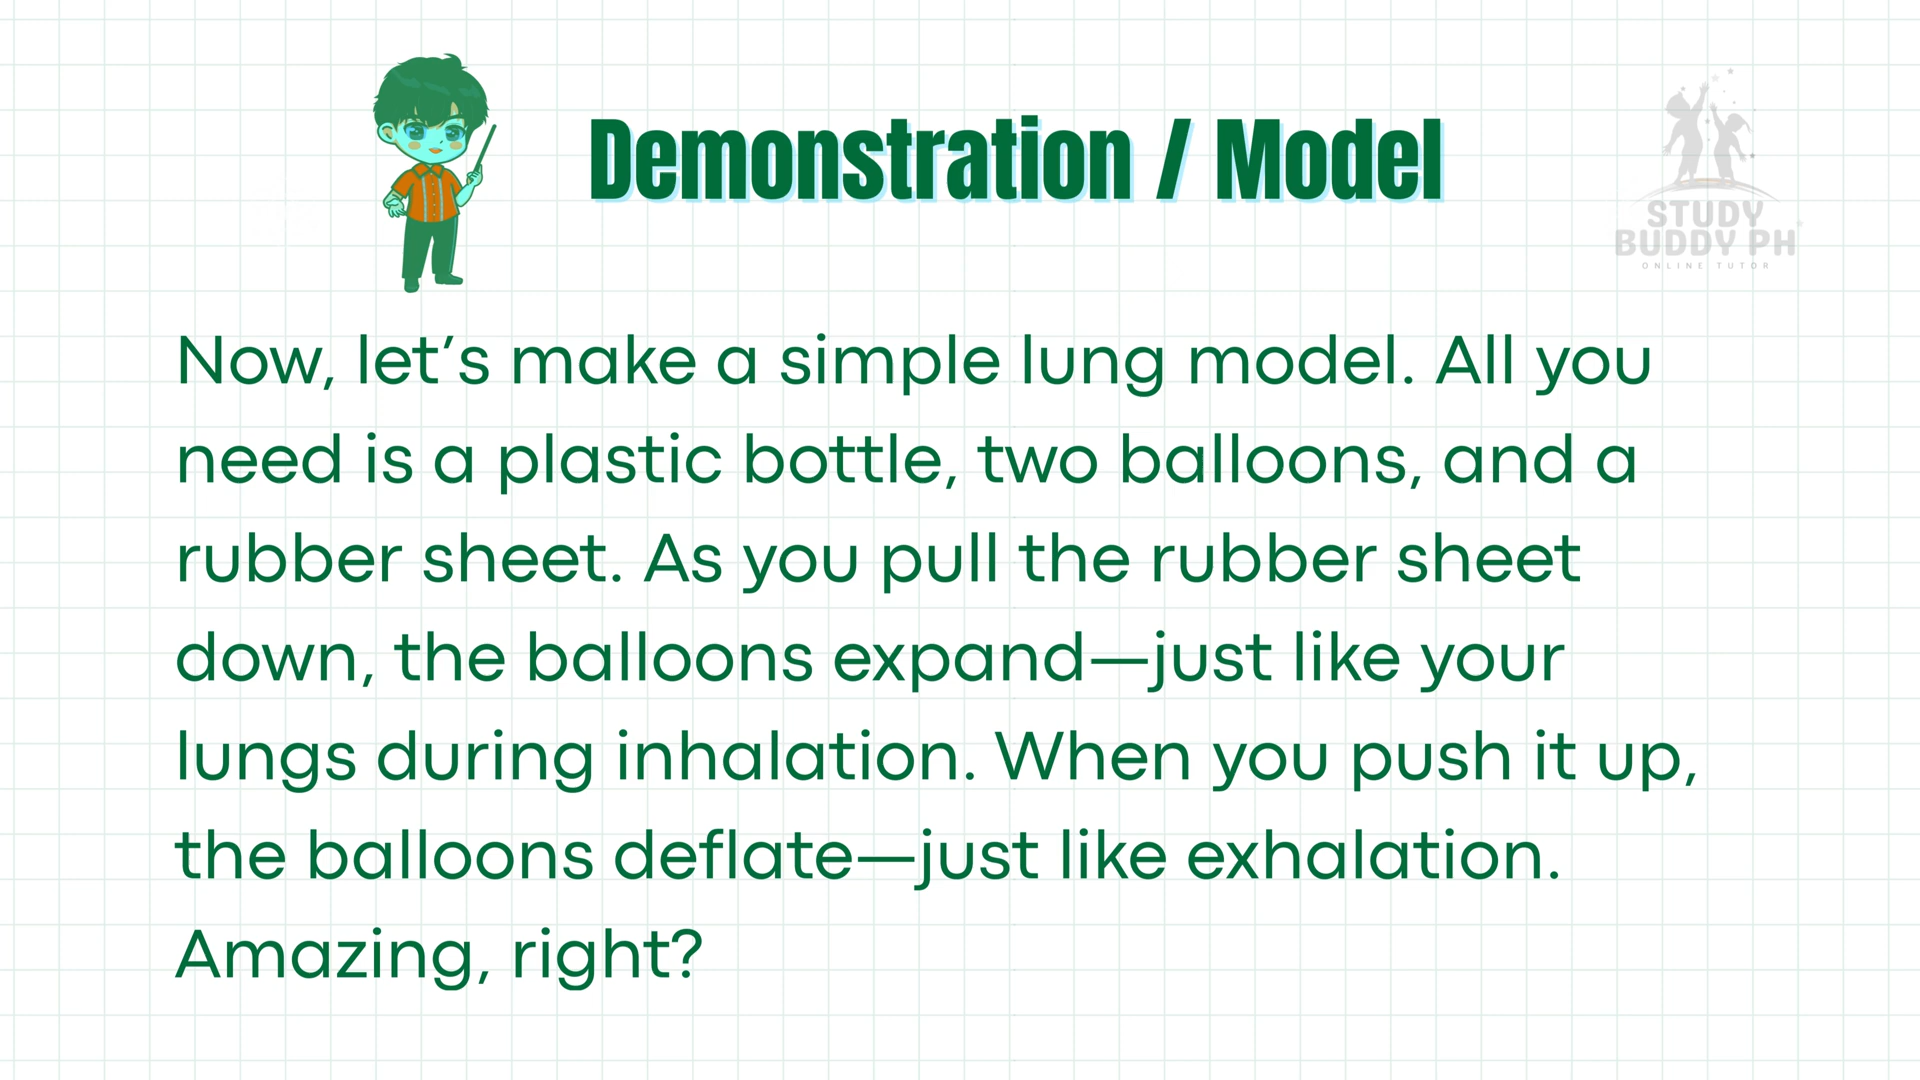 Demonstration / Model
STUDY
BUDDY PH
ONLINE TUTOR
Now, let’s make a simple lung model. All you
need is a plastic bottle, two balloons, and a
rubber sheet. As you pull the rubber sheet
down, the balloons expand—just like your
lungs during inhalation. When you push it up,
the balloons deflate—just like exhalation.
Amazing, right?